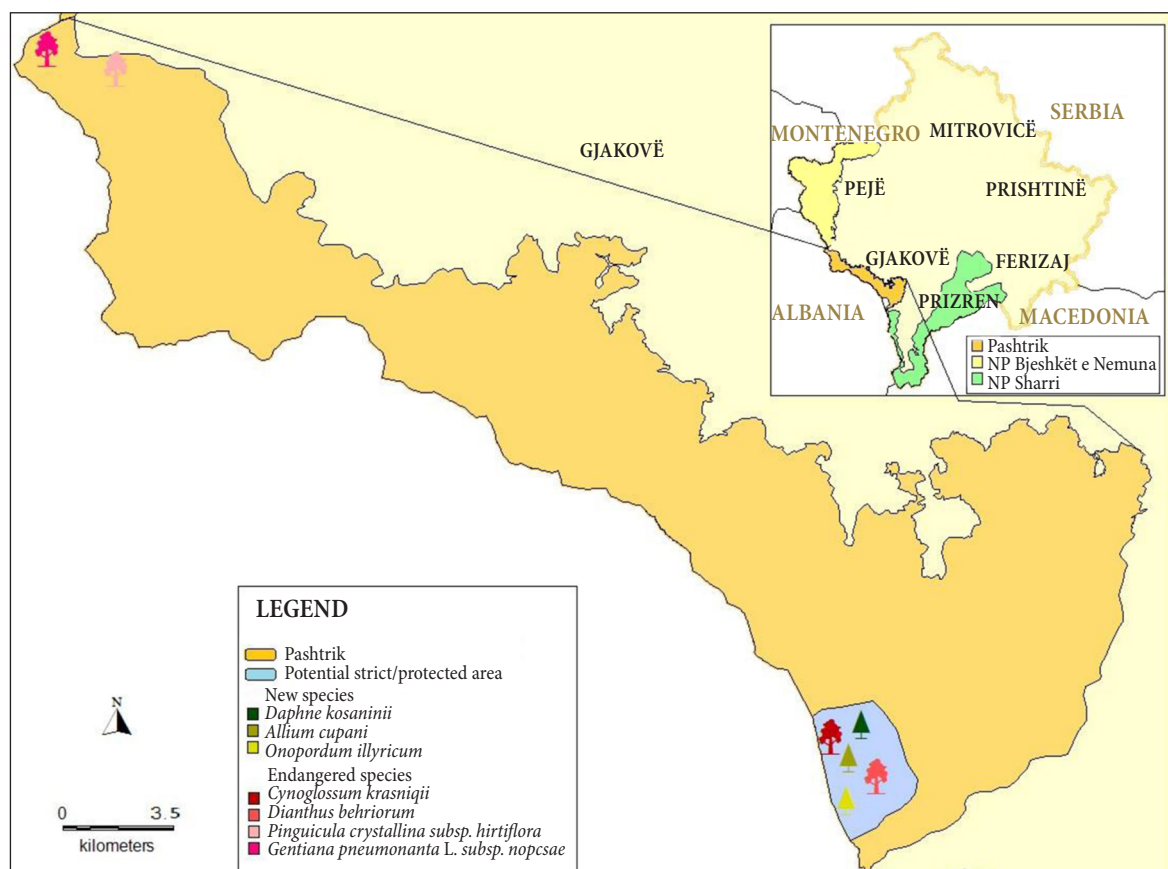 GJAKOVË
MONTENEGRO
SERBIA
MITROVICË
PEJË
PRISHTINË
GJAKOVË
FERIZAJ
ALBANIA
PRIZREN
MACEDONIA
Pashtrik
NP Bjeshkët e Nemuna
NP Sharri
LEGEND
Pashtrik
Potential strict/protected area
New species
Daphne kosaninii
Allium cupani
Onopordum illyricum
Endangered species
Cynoglossum krasniqii
Dianthus behriorum
Pinguicula crystallina subsp. hirtiflora
Gentiana pneumonanta L. subsp. nopcsae
N
0 3.5
kilometers